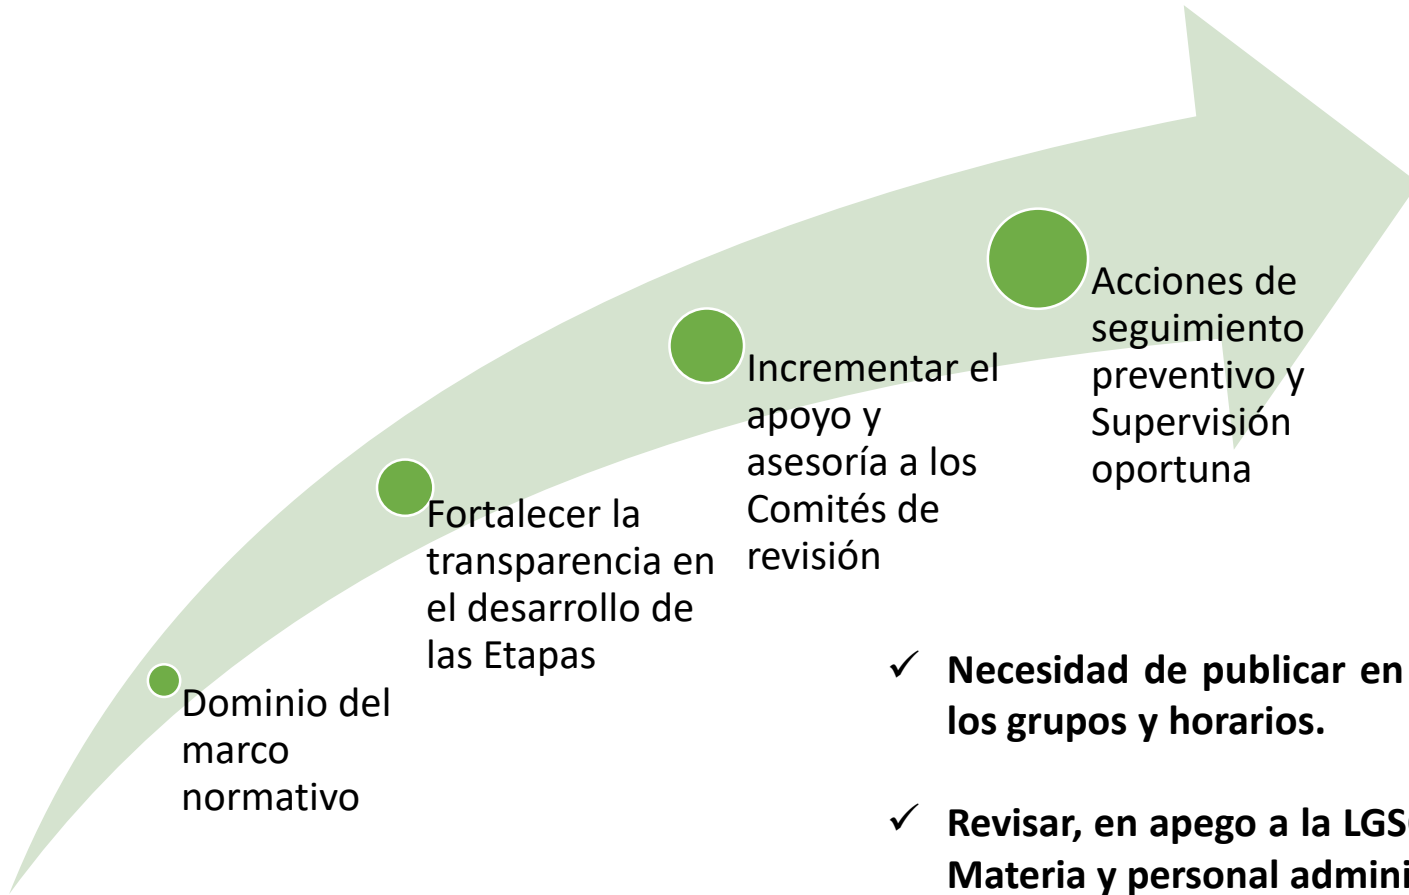 Acciones de
seguimiento
preventivo y
Supervisión
oportuna
Incrementar el
apoyo y
asesoría a los
Comités de
revisión
Fortalecer la
transparencia en
el desarrollo de
las Etapas
Dominio del
marco
normativo
✓ Necesidad de publicar en
los grupos y horarios.
✓ Revisar, en apego a la
Materia y personal